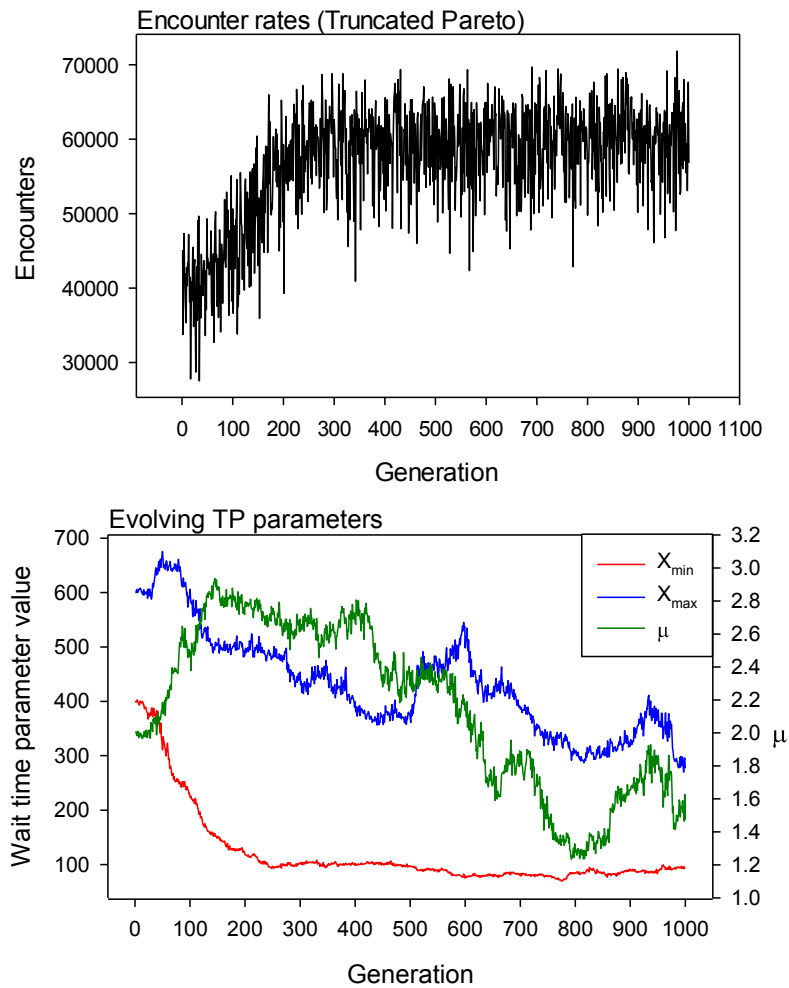 Encounter rates (Truncated Pareto)
70000
60000
50000
40000
30000
Encounters
0 100 200 300 400 500 600 700 800 900 1000 1100
Generation
Evolving TP parameters
700
600
500
400
300
200
100
Wait time parameter value
Xmin
Xmax
μ
3.2
3.0
2.8
2.6
2.4
2.2
2.0
1.8
1.6
1.4
1.2
1.0
μ
0 100 200 300 400 500 600 700 800 900 1000
Generation